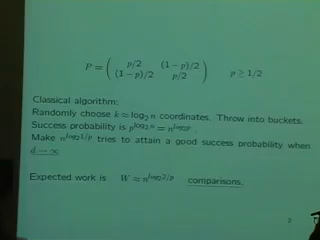 P = ( p/2 (1 − p)/2
(1 − p)/2 p/2 ) p ≥ 1/2
Classical algorithm:
Randomly choose k ≈ log₂ n coordinates. Throw into buckets.
Success probability is p^{log₂ n} = n^{log₂ p}
Make n^{log₂ 1/p} tries to attain a good success probability when
d → ∞
Expected work is W ≈ n^{log₂ 2/p} comparisons.
2